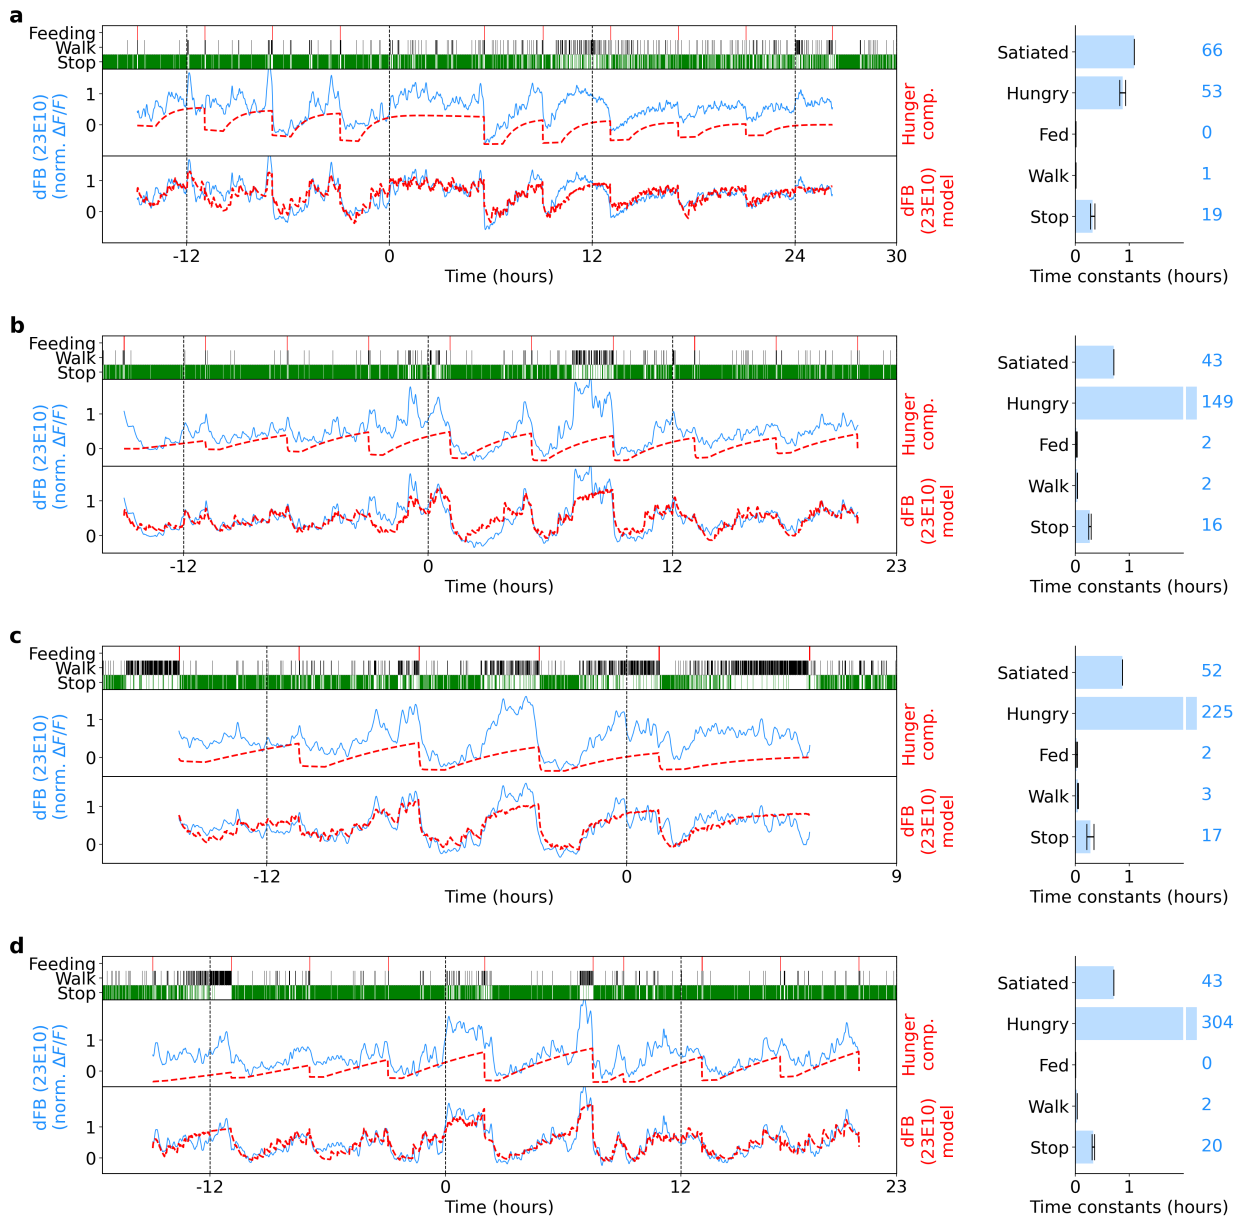 a
Feeding
Walk
Stop
1
0
1
0
dFB (23E10)
(norm. ΔF/F)
Hunger
comp.
dFB
(23E10)
model
-12
0
12
24
30
Time (hours)
Satiated
66
Hungry
53
Fed
0
Walk
1
Stop
19
0
1
Time constants (hours)
b
Feeding
Walk
Stop
1
0
1
0
dFB (23E10)
(norm. ΔF/F)
Hunger
comp.
dFB
(23E10)
model
-12
0
12
23
Time (hours)
Satiated
43
Hungry
149
Fed
2
Walk
2
Stop
16
0
1
Time constants (hours)
c
Feeding
Walk
Stop
1
0
1
0
dFB (23E10)
(norm. ΔF/F)
Hunger
comp.
dFB
(23E10)
model
-12
0
9
Time (hours)
Satiated
52
Hungry
225
Fed
2
Walk
3
Stop
17
0
1
Time constants (hours)
d
Feeding
Walk
Stop
1
0
1
0
dFB (23E10)
(norm. ΔF/F)
Hunger
comp.
dFB
(23E10)
model
-12
0
12
23
Time (hours)
Satiated
43
Hungry
304
Fed
0
Walk
2
Stop
20
0
1
Time constants (hours)